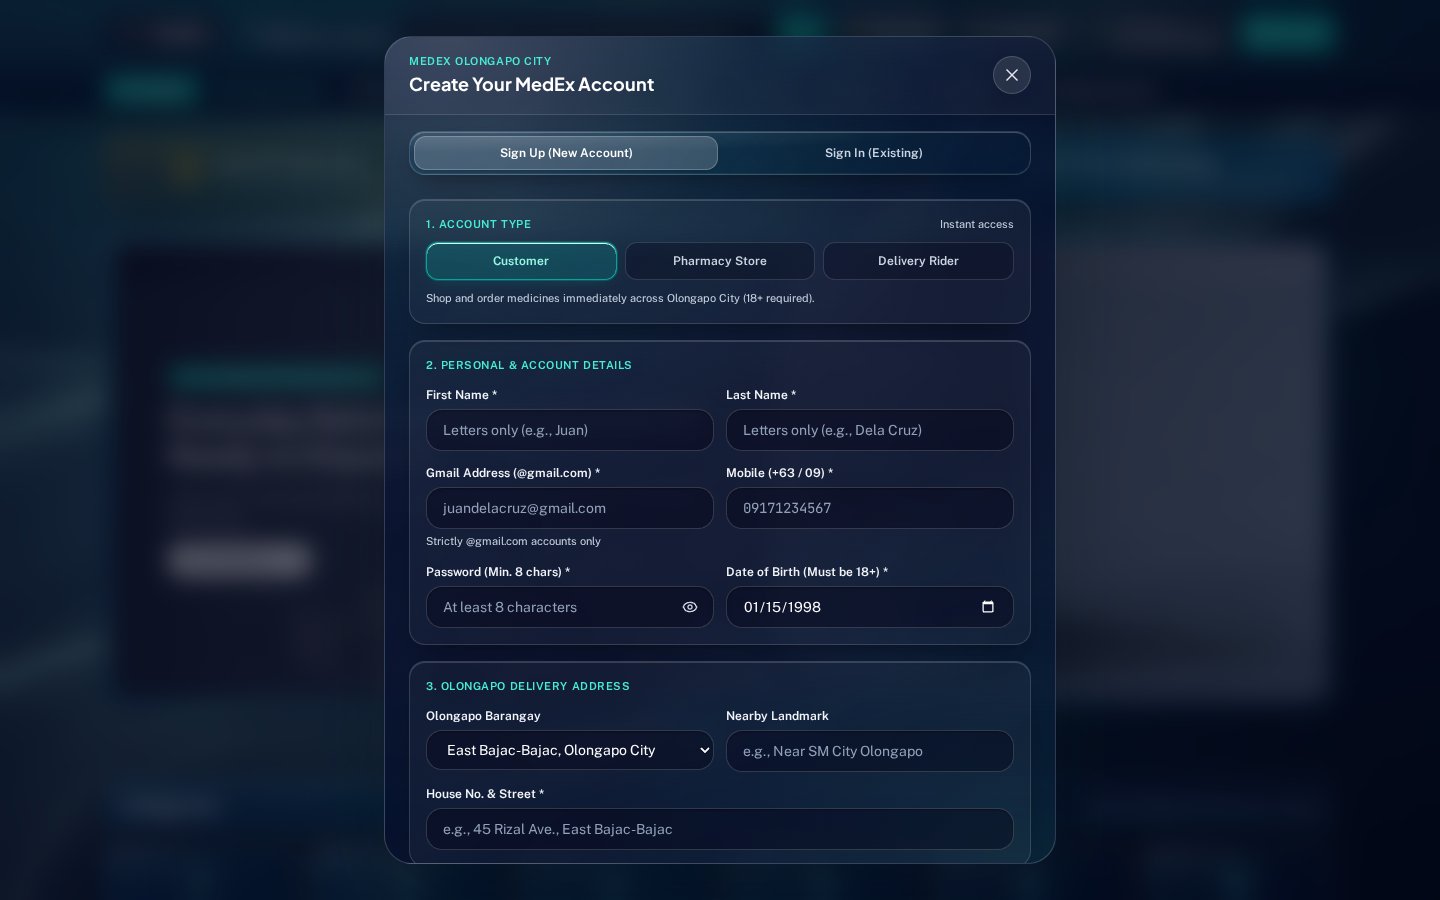 MEDEX OLONGAPO CITY
Create Your MedEx Account
Sign Up (New Account)
Sign In (Existing)
1. ACCOUNT TYPE
Instant access
Customer
Pharmacy Store
Delivery Rider
Shop and order medicines immediately across Olongapo City (18+ required).
2. PERSONAL & ACCOUNT DETAILS
First Name *
Last Name *
Letters only (e.g., Juan)
Letters only (e.g., Dela Cruz)
Gmail Address (@gmail.com) *
Mobile (+63 / 09) *
juandelacruz@gmail.com
09171234567
Strictly @gmail.com accounts only
Password (Min. 8 chars) *
Date of Birth (Must be 18+) *
At least 8 characters
01/15/1998
3. OLONGAPO DELIVERY ADDRESS
Olongapo Barangay
Nearby Landmark
East Bajac-Bajac, Olongapo City
e.g., Near SM City Olongapo
House No. & Street *
e.g., 45 Rizal Ave., East Bajac-Bajac